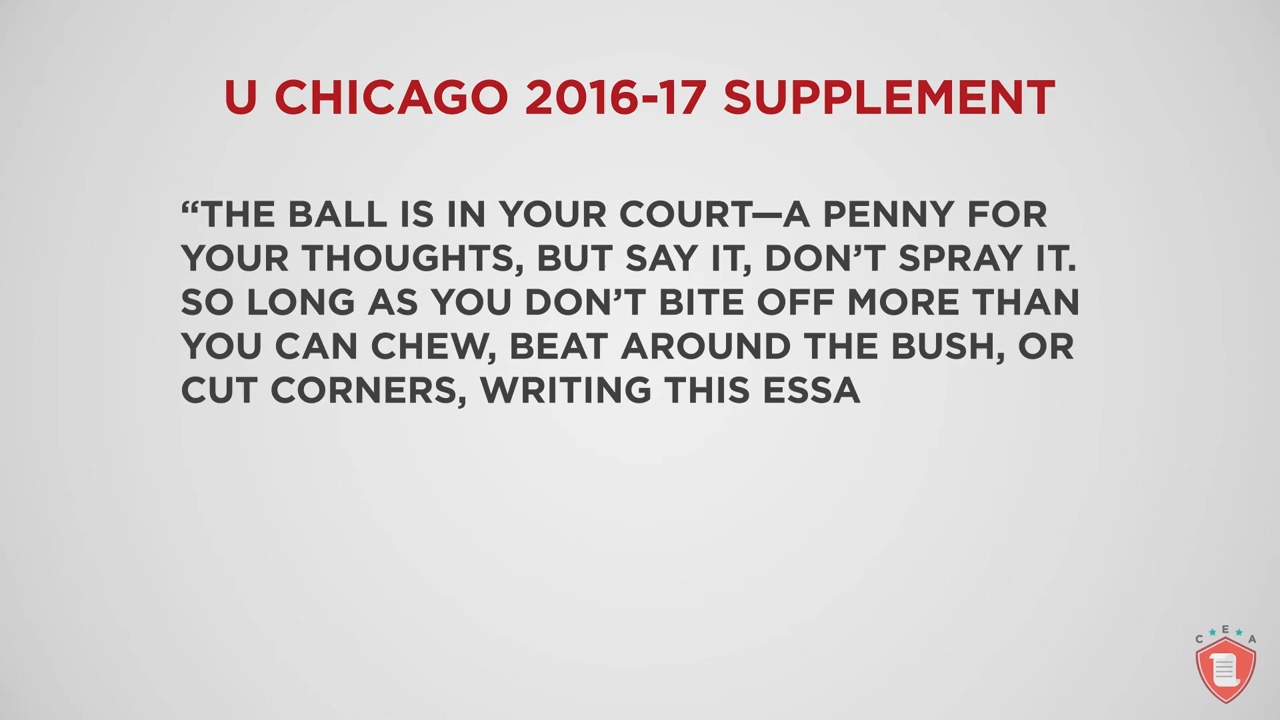 U CHICAGO 2016-17 SUPPLEMENT
“THE BALL IS IN YOUR COURT—A PENNY FOR
YOUR THOUGHTS, BUT SAY IT, DON’T SPRAY IT.
SO LONG AS YOU DON’T BITE OFF MORE THAN
YOU CAN CHEW, BEAT AROUND THE BUSH, OR
CUT CORNERS, WRITING THIS ESSA
C E A